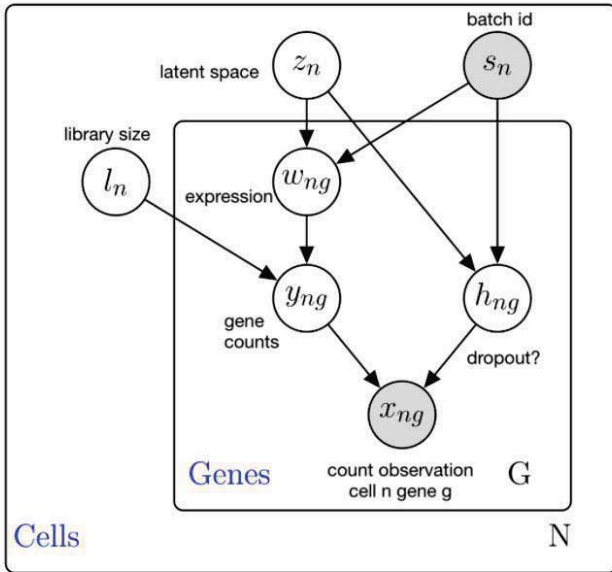 batch id
latent space
z_n
s_n
library size
l_n
expression
w_ng
gene
counts
y_ng
h_ng
dropout?
x_ng
count observation
cell n gene g
Genes
G
Cells
N